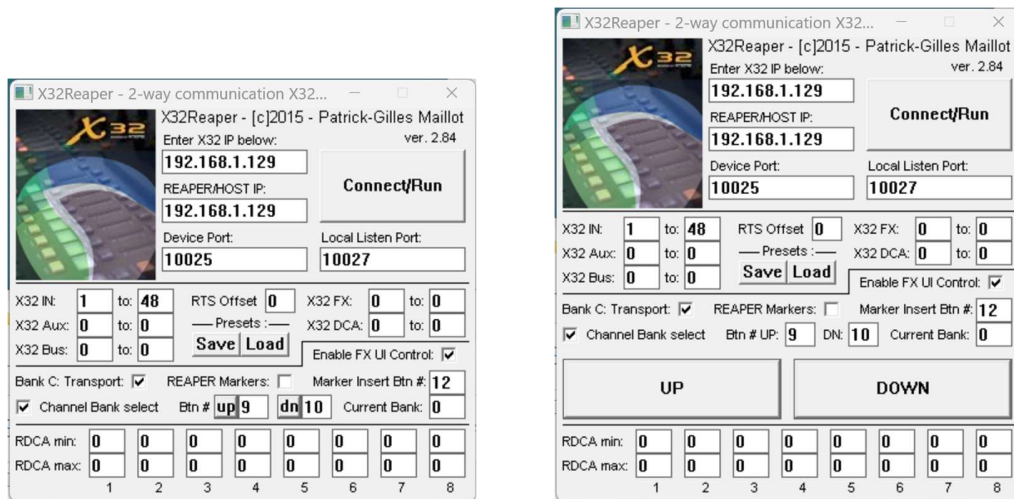 X32Reaper - 2-way communication X32...
X32
X32Reaper - [c]2015 - Patrick-Gilles Maillot
Enter X32 IP below: ver. 2.84
192.168.1.129
Connect/Run
REAPER/HOST IP:
192.168.1.129
Device Port: Local Listen Port:
10025 10027
X32 IN: 1 to: 48 RTS Offset 0 X32 FX: 0 to: 0
X32 Aux: 0 to: 0 Presets : X32 DCA: 0 to: 0
X32 Bus: 0 to: 0 Save Load Enable FX UI Control:
Bank C: Transport: REAPER Markers: Marker Insert Btn #: 12
Channel Bank select Btn # up 9 dn 10 Current Bank: 0
RDCA min: 0 0 0 0 0 0 0 0
RDCA max: 0 0 0 0 0 0 0 0
1 2 3 4 5 6 7 8
X32Reaper - 2-way communication X32...
X32
X32Reaper - [c]2015 - Patrick-Gilles Maillot
Enter X32 IP below: ver. 2.84
192.168.1.129
Connect/Run
REAPER/HOST IP:
192.168.1.129
Device Port: Local Listen Port:
10025 10027
X32 IN: 1 to: 48 RTS Offset 0 X32 FX: 0 to: 0
X32 Aux: 0 to: 0 Presets : X32 DCA: 0 to: 0
X32 Bus: 0 to: 0 Save Load Enable FX UI Control:
Bank C: Transport: REAPER Markers: Marker Insert Btn #: 12
Channel Bank select Btn # UP: 9 DN: 10 Current Bank: 0
UP DOWN
RDCA min: 0 0 0 0 0 0 0 0
RDCA max: 0 0 0 0 0 0 0 0
1 2 3 4 5 6 7 8